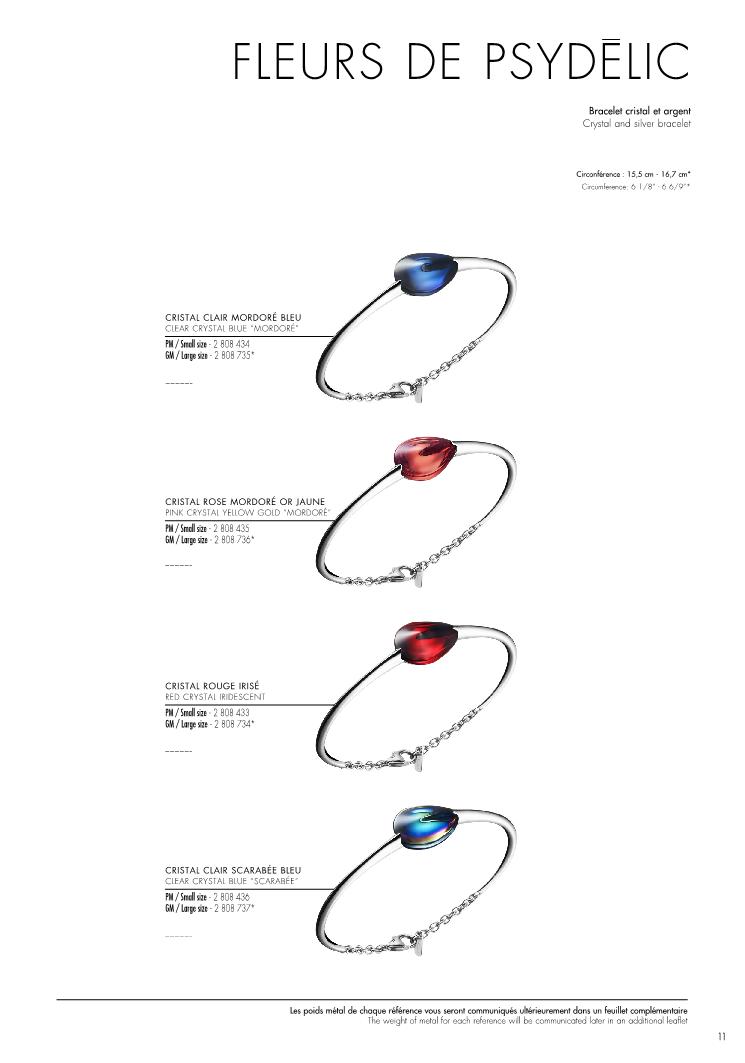 FLEURS DE PSYDĒLIC
Bracelet cristal et argent
Crystal and silver bracelet
Circonférence : 15,5 cm - 16,7 cm*
Circumference: 6 1/8" - 6 6/9"*
CRISTAL CLAIR MORDORÉ BLEU
CLEAR CRYSTAL BLUE "MORDORÉ"
PM / Small size - 2 808 434
GM / Large size - 2 808 735*
CRISTAL ROSE MORDORÉ OR JAUNE
PINK CRYSTAL YELLOW GOLD "MORDORÉ"
PM / Small size - 2 808 435
GM / Large size - 2 808 736*
CRISTAL ROUGE IRISÉ
RED CRYSTAL IRIDESCENT
PM / Small size - 2 808 433
GM / Large size - 2 808 734*
CRISTAL CLAIR SCARABÉE BLEU
CLEAR CRYSTAL BLUE "SCARABÉE"
PM / Small size - 2 808 436
GM / Large size - 2 808 737*
Les poids métal de chaque référence vous seront communiqués ultérieurement dans un feuillet complémentaire
The weight of metal for each reference will be communicated later in an additional leaflet
11